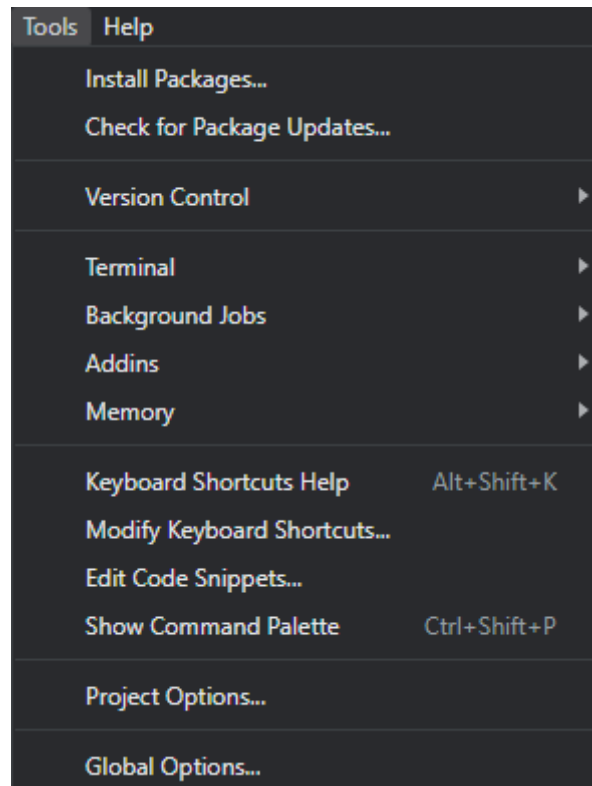 Tools Help
Install Packages...
Check for Package Updates...
Version Control
Terminal
Background Jobs
Addins
Memory
Keyboard Shortcuts Help Alt+Shift+K
Modify Keyboard Shortcuts...
Edit Code Snippets...
Show Command Palette Ctrl+Shift+P
Project Options...
Global Options...